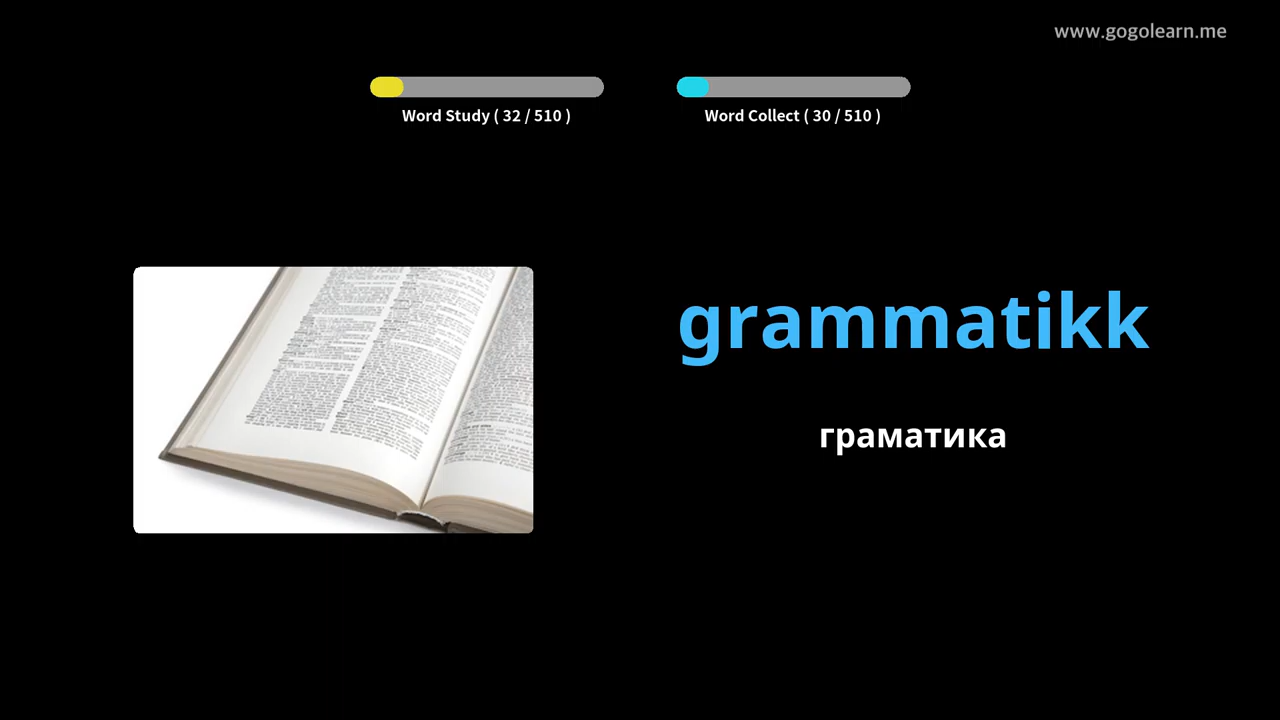 www.gogolearn.me
Word Study ( 32 / 510 )
Word Collect ( 30 / 510 )
grammatikk
граматика